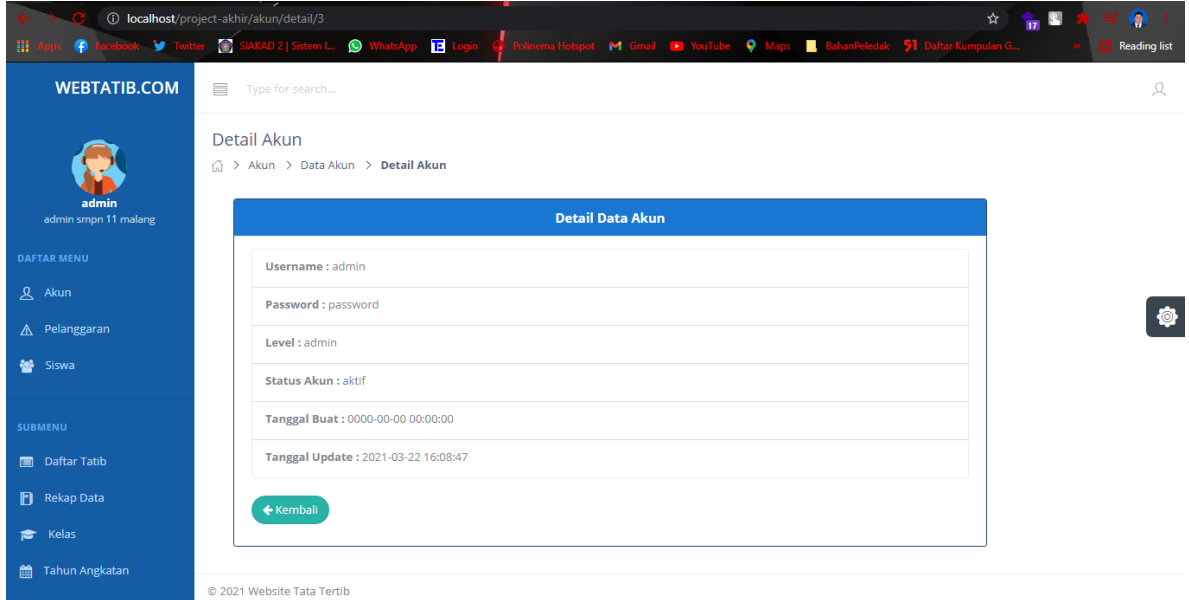 localhost/project-akhir/akun/detail/3
17
Apps Facebook Twitter SIAKAD 2 | Sistem I... WhatsApp Login Polinema Hotspot Gmail YouTube Maps BahanPeledak Daftar Kumpulan G... » Reading list
WEBTATIB.COM
Type for search...
admin
admin smpn 11 malang
DAFTAR MENU
Akun
Pelanggaran
Siswa
SUBMENU
Daftar Tatib
Rekap Data
Kelas
Tahun Angkatan
Detail Akun
> Akun > Data Akun > Detail Akun
Detail Data Akun
Username : admin
Password : password
Level : admin
Status Akun : aktif
Tanggal Buat : 0000-00-00 00:00:00
Tanggal Update : 2021-03-22 16:08:47
Kembali
© 2021 Website Tata Tertib